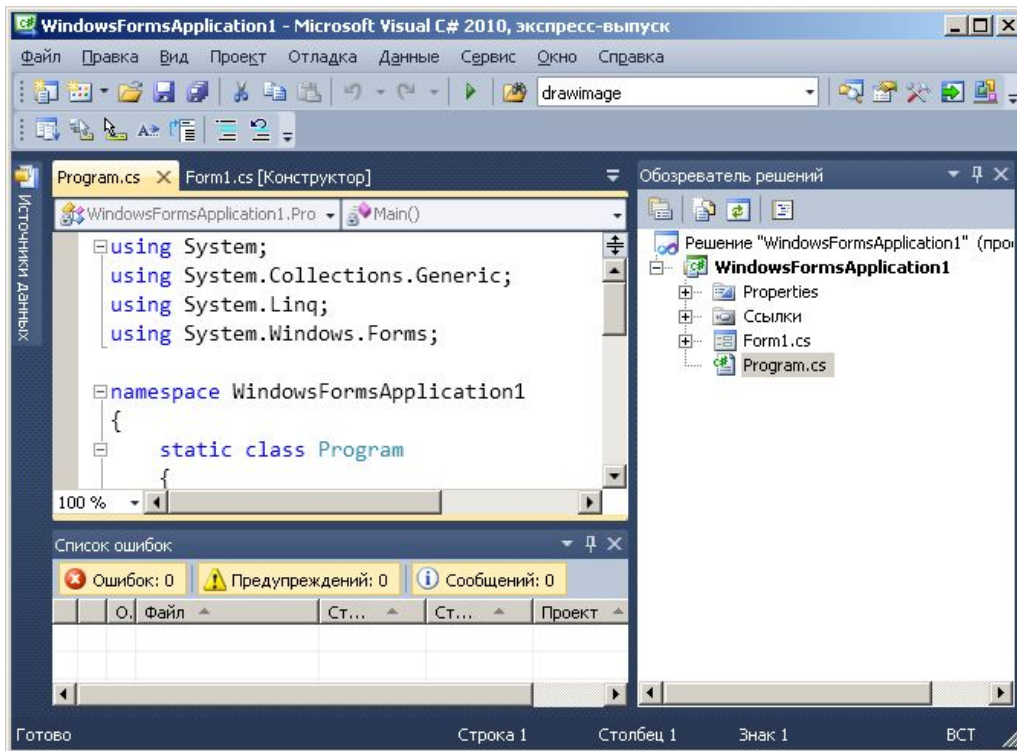 WindowsFormsApplication1 - Microsoft Visual C# 2010, экспресс-выпуск
Файл Правка Вид Проект Отладка Данные Сервис Окно Справка
drawimage
Источники данных
Program.cs Form1.cs [Конструктор]
WindowsFormsApplication1.Pro Main()
using System;
using System.Collections.Generic;
using System.Linq;
using System.Windows.Forms;
namespace WindowsFormsApplication1
{
static class Program
{
100 %
Список ошибок
Ошибок: 0 Предупреждений: 0 Сообщений: 0
О. Файл Ст... Ст... Проект
Обозреватель решений
Решение "WindowsFormsApplication1" (прое
WindowsFormsApplication1
Properties
Ссылки
Form1.cs
Program.cs
Готово Строка 1 Столбец 1 Знак 1 ВСТ